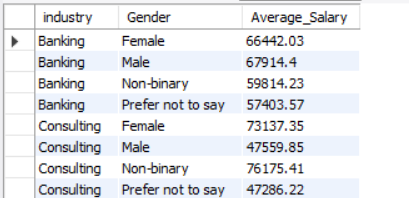 industry Gender Average_Salary
Banking Female 66442.03
Banking Male 67914.4
Banking Non-binary 59814.23
Banking Prefer not to say 57403.57
Consulting Female 73137.35
Consulting Male 47559.85
Consulting Non-binary 76175.41
Consulting Prefer not to say 47286.22